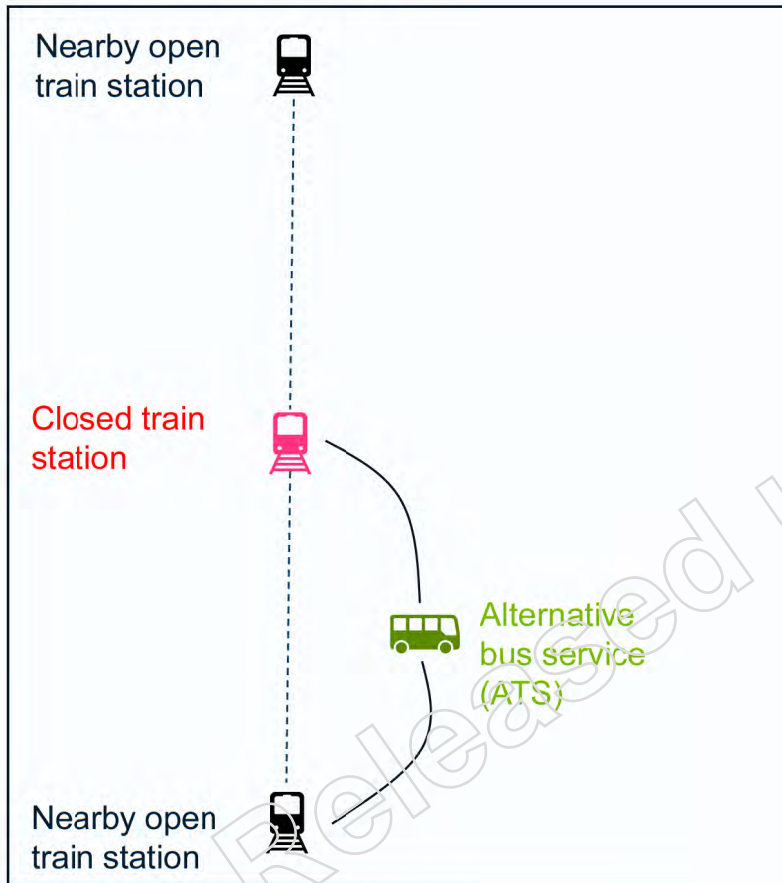 Nearby open
train station
Closed train
station
Alternative
bus service
(ATS)
Released
Nearby open
train station